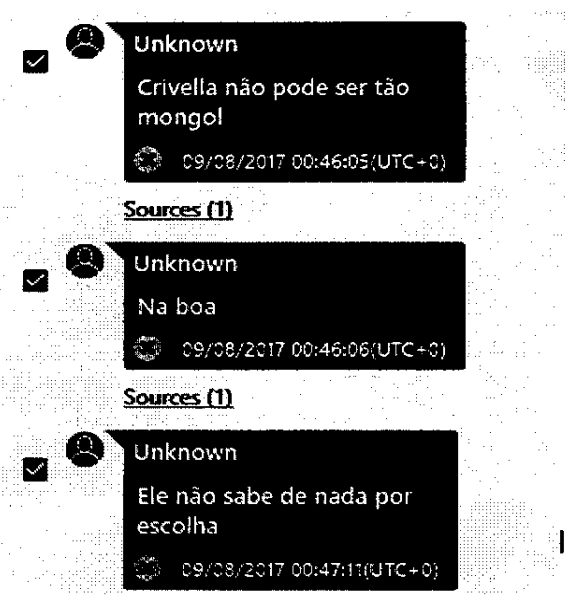 Unknown
Crivella não pode ser tão
mongol
09/08/2017 00:46:05(UTC+0)
Sources (1)
Unknown
Na boa
09/08/2017 00:46:06(UTC+0)
Sources (1)
Unknown
Ele não sabe de nada por
escolha
09/08/2017 00:47:11(UTC+0)